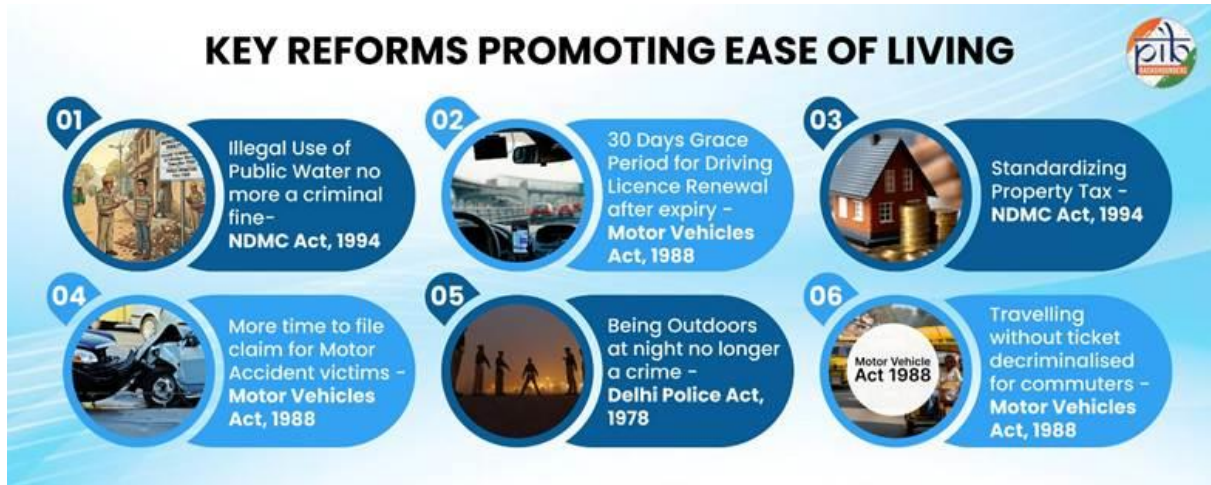 KEY REFORMS PROMOTING EASE OF LIVING
pib
BACKGROUNDERS
01
Illegal Use of
Public Water no
more a criminal
fine-
NDMC Act, 1994
02
30 Days Grace
Period for Driving
Licence Renewal
after expiry -
Motor Vehicles
Act, 1988
03
Standardizing
Property Tax -
NDMC Act, 1994
04
More time to file
claim for Motor
Accident victims -
Motor Vehicles
Act, 1988
05
Being Outdoors
at night no longer
a crime -
Delhi Police Act,
1978
06
Motor Vehicle
Act 1988
Travelling
without ticket
decriminalised
for commuters -
Motor Vehicles
Act, 1988